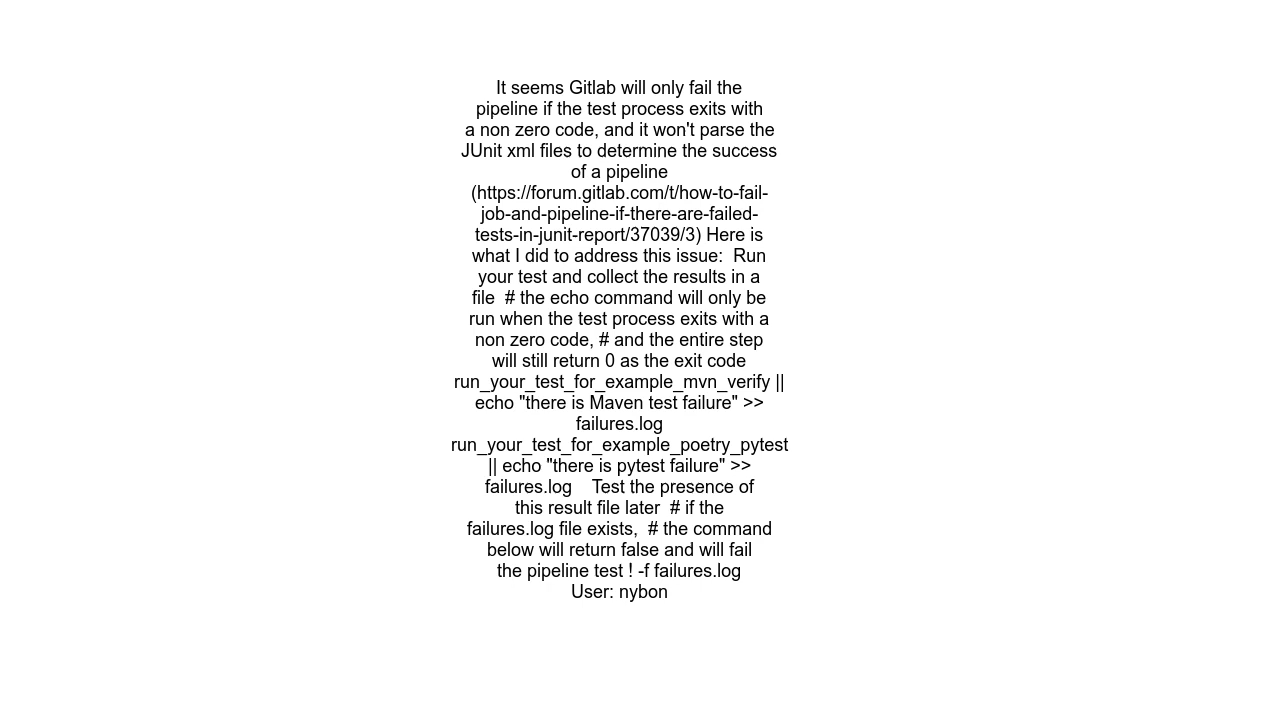 It seems Gitlab will only fail the
pipeline if the test process exits with
a non zero code, and it won't parse the
JUnit xml files to determine the success
of a pipeline
(https://forum.gitlab.com/t/how-to-fail-
job-and-pipeline-if-there-are-failed-
tests-in-junit-report/37039/3) Here is
what I did to address this issue:  Run
your test and collect the results in a
file  # the echo command will only be
run when the test process exits with a
non zero code, # and the entire step
will still return 0 as the exit code
run_your_test_for_example_mvn_verify ||
echo "there is Maven test failure" >>
failures.log
run_your_test_for_example_poetry_pytest
|| echo "there is pytest failure" >>
failures.log    Test the presence of
this result file later  # if the
failures.log file exists,  # the command
below will return false and will fail
the pipeline test ! -f failures.log
User: nybon